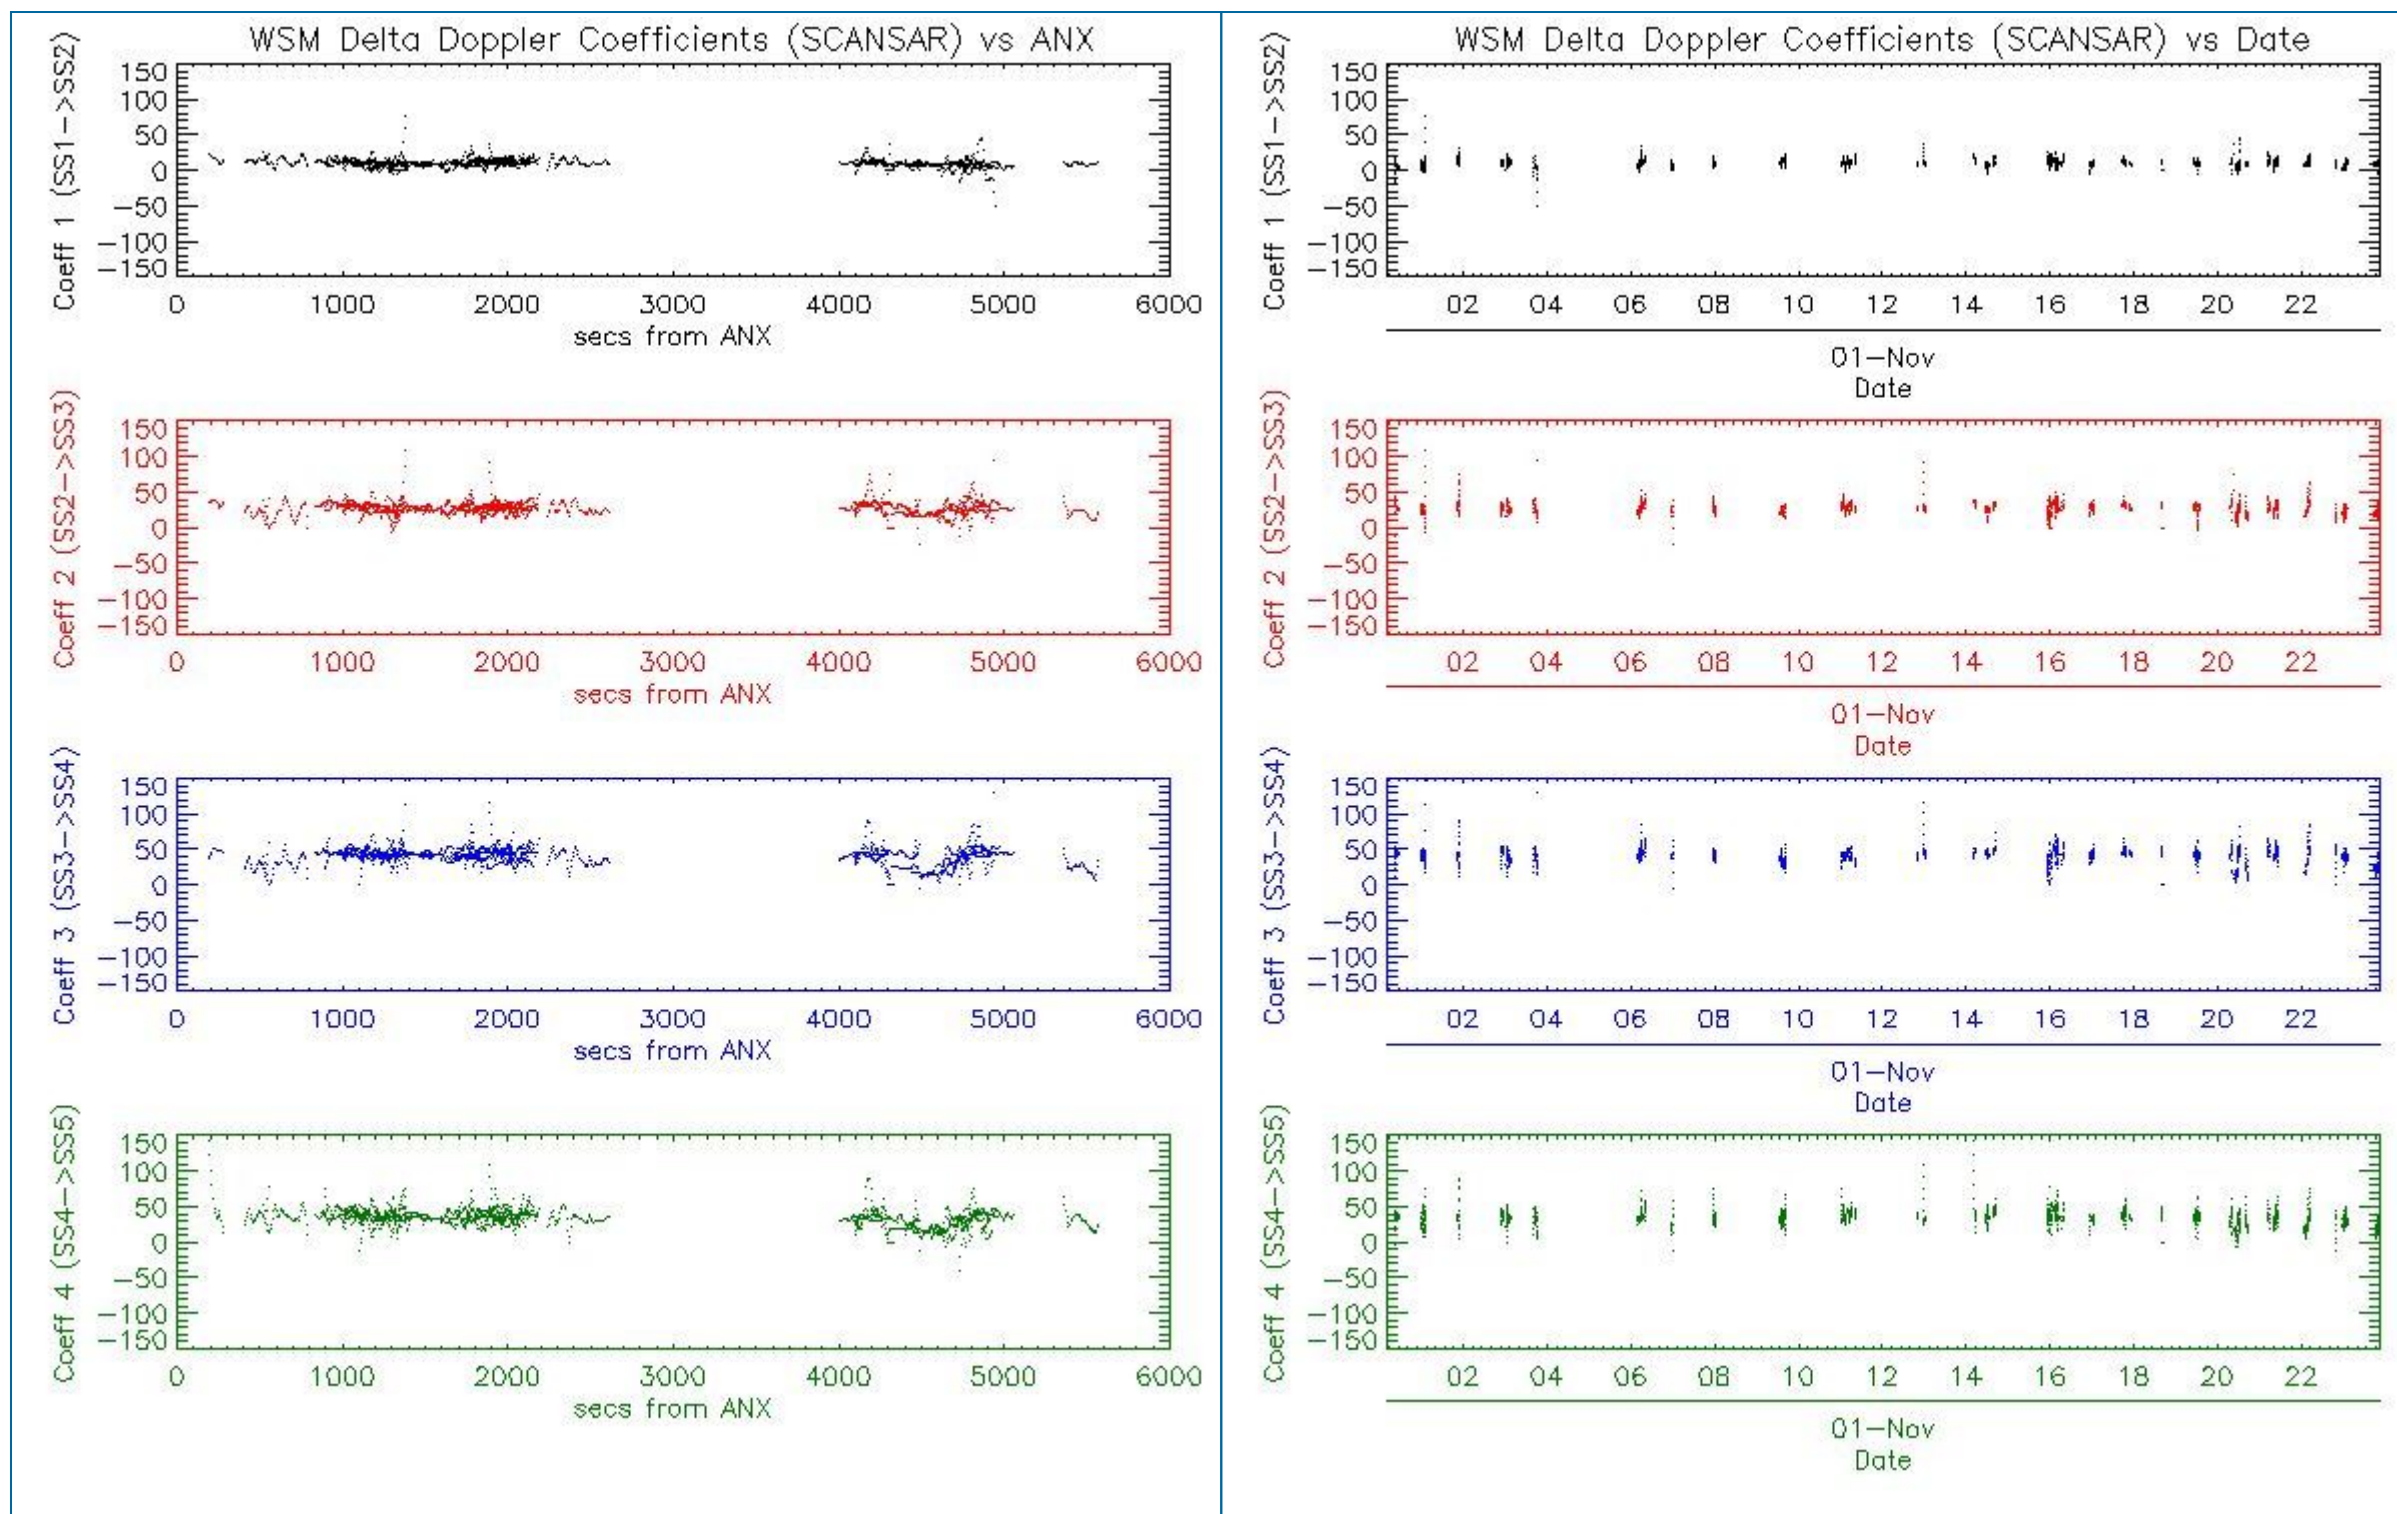 WSM Delta Doppler Coefficients (SCANSAR) vs ANX
Coeff 1 (SS1->SS2)
150
100
50
0
-50
-100
-150
0 1000 2000 3000 4000 5000 6000
secs from ANX
Coeff 2 (SS2->SS3)
150
100
50
0
-50
-100
-150
0 1000 2000 3000 4000 5000 6000
secs from ANX
Coeff 3 (SS3->SS4)
150
100
50
0
-50
-100
-150
0 1000 2000 3000 4000 5000 6000
secs from ANX
Coeff 4 (SS4->SS5)
150
100
50
0
-50
-100
-150
0 1000 2000 3000 4000 5000 6000
secs from ANX
WSM Delta Doppler Coefficients (SCANSAR) vs Date
Coeff 1 (SS1->SS2)
150
100
50
0
-50
-100
-150
02 04 06 08 10 12 14 16 18 20 22
01-Nov
Date
Coeff 2 (SS2->SS3)
150
100
50
0
-50
-100
-150
02 04 06 08 10 12 14 16 18 20 22
01-Nov
Date
Coeff 3 (SS3->SS4)
150
100
50
0
-50
-100
-150
02 04 06 08 10 12 14 16 18 20 22
01-Nov
Date
Coeff 4 (SS4->SS5)
150
100
50
0
-50
-100
-150
02 04 06 08 10 12 14 16 18 20 22
01-Nov
Date